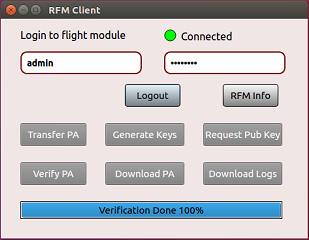 RFM Client
Login to flight module
Connected
admin
••••••••
Logout
RFM Info
Transfer PA
Generate Keys
Request Pub Key
Verify PA
Download PA
Download Logs
Verification Done 100%